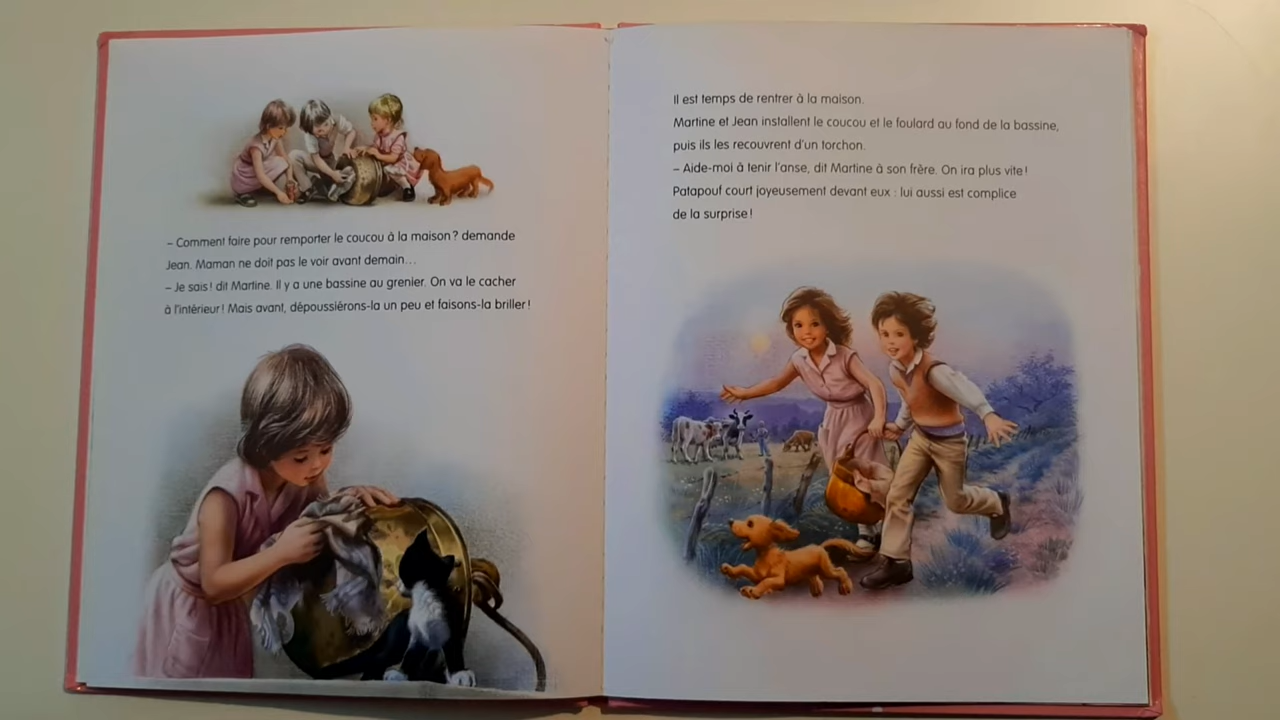 – Comment faire pour remporter le coucou à la maison ? demande
Jean. Maman ne doit pas le voir avant demain…
– Je sais ! dit Martine. Il y a une bassine au grenier. On va le cacher
à l'intérieur ! Mais avant, dépoussiérons-la un peu et faisons-la briller !
Il est temps de rentrer à la maison.
Martine et Jean installent le coucou et le foulard au fond de la bassine,
puis ils les recouvrent d'un torchon.
– Aide-moi à tenir l'anse, dit Martine à son frère. On ira plus vite !
Patapouf court joyeusement devant eux : lui aussi est complice
de la surprise !